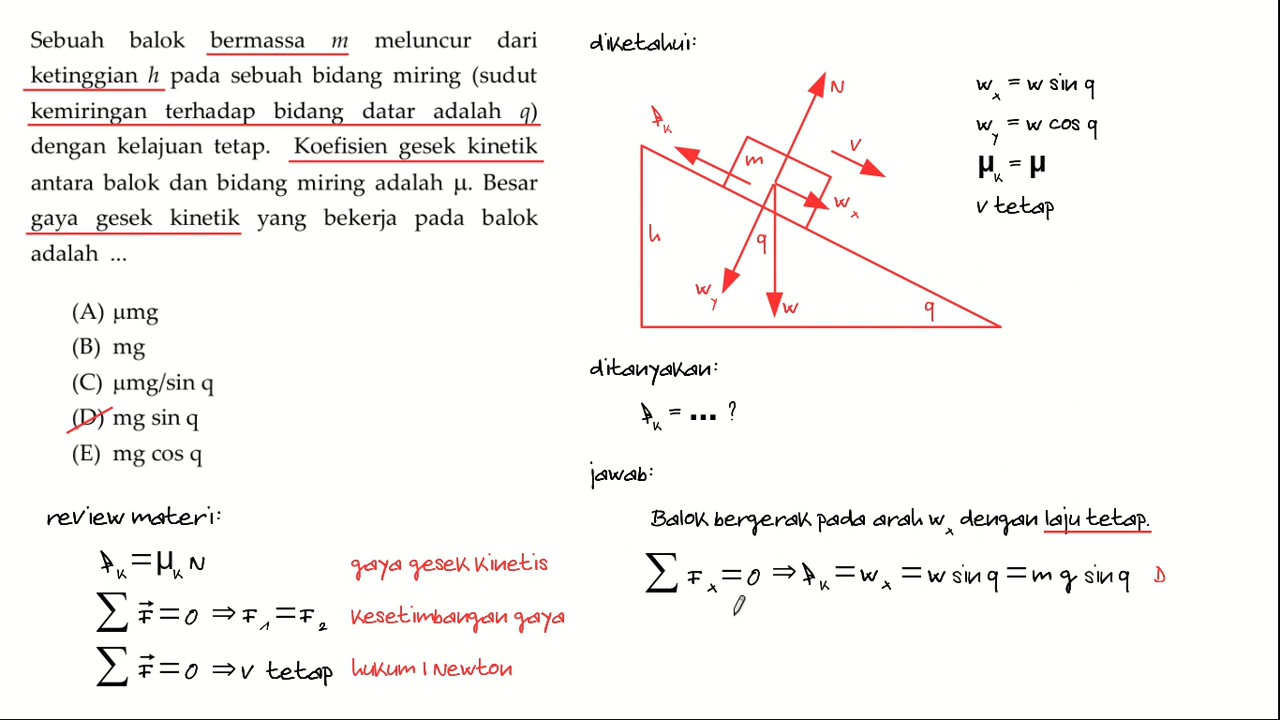 Sebuah balok bermassa m meluncur dari
ketinggian h pada sebuah bidang miring (sudut
kemiringan terhadap bidang datar adalah q)
dengan kelajuan tetap. Koefisien gesek kinetik
antara balok dan bidang miring adalah μ. Besar
gaya gesek kinetik yang bekerja pada balok
adalah ...
(A) μmg
(B) mg
(C) μmg/sin q
(D) mg sin q
(E) mg cos q
review materi:
fₖ = μₖ N
gaya gesek kinetis
∑ F⃗ = 0 ⇒ F₁ = F₂
kesetimbangan gaya
∑ F⃗ = 0 ⇒ v tetap
hukum I Newton
diketahui:
N
fₖ
m
v
wₓ
h
q
w_y
w
q
wₓ = w sin q
w_y = w cos q
μₖ = μ
v tetap
ditanyakan:
fₖ = ... ?
jawab:
Balok bergerak pada arah wₓ dengan laju tetap.
∑ Fₓ = 0 ⇒ fₖ = wₓ = w sin q = m g sin q D